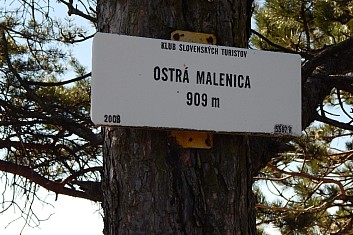 KLUB SLOVENSKÝCH TURISTOV
OSTRÁ MALENICA
909 m
2008